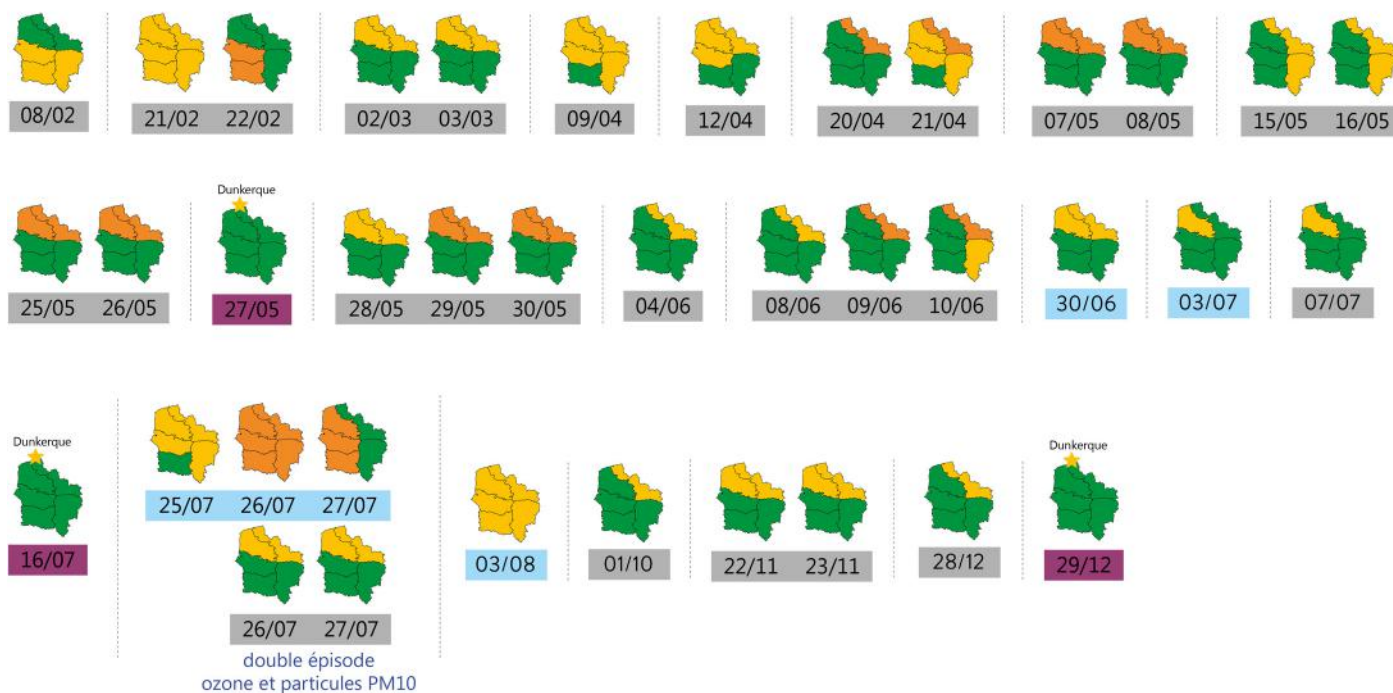 08/02
21/02 22/02
02/03 03/03
09/04
12/04
20/04 21/04
07/05 08/05
15/05 16/05
Dunkerque
25/05 26/05
27/05
28/05 29/05 30/05
04/06
08/06 09/06 10/06
30/06
03/07
07/07
Dunkerque
16/07
25/07 26/07 27/07
26/07 27/07
double épisode
ozone et particules PM10
03/08
01/10
22/11 23/11
28/12
Dunkerque
29/12